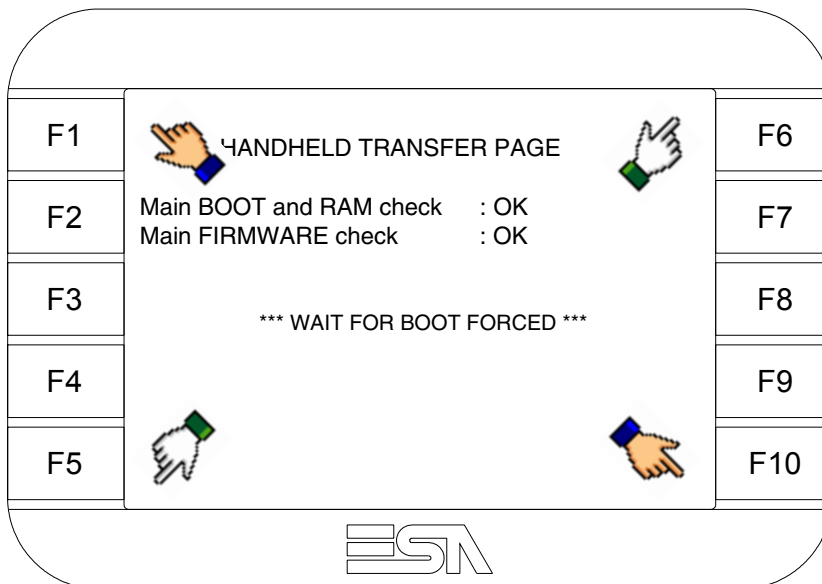 F1
F6
HANDHELD TRANSFER PAGE
F2
F7
Main BOOT and RAM check : OK
Main FIRMWARE check : OK
F3
F8
*** WAIT FOR BOOT FORCED ***
F4
F9
F5
F10
ESA